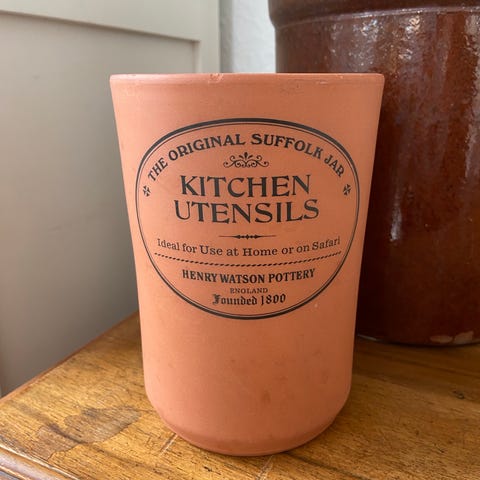 THE ORIGINAL SUFFOLK JAR
KITCHEN
UTENSILS
Ideal for Use at Home or on Safari
HENRY WATSON POTTERY
ENGLAND
Founded 1800